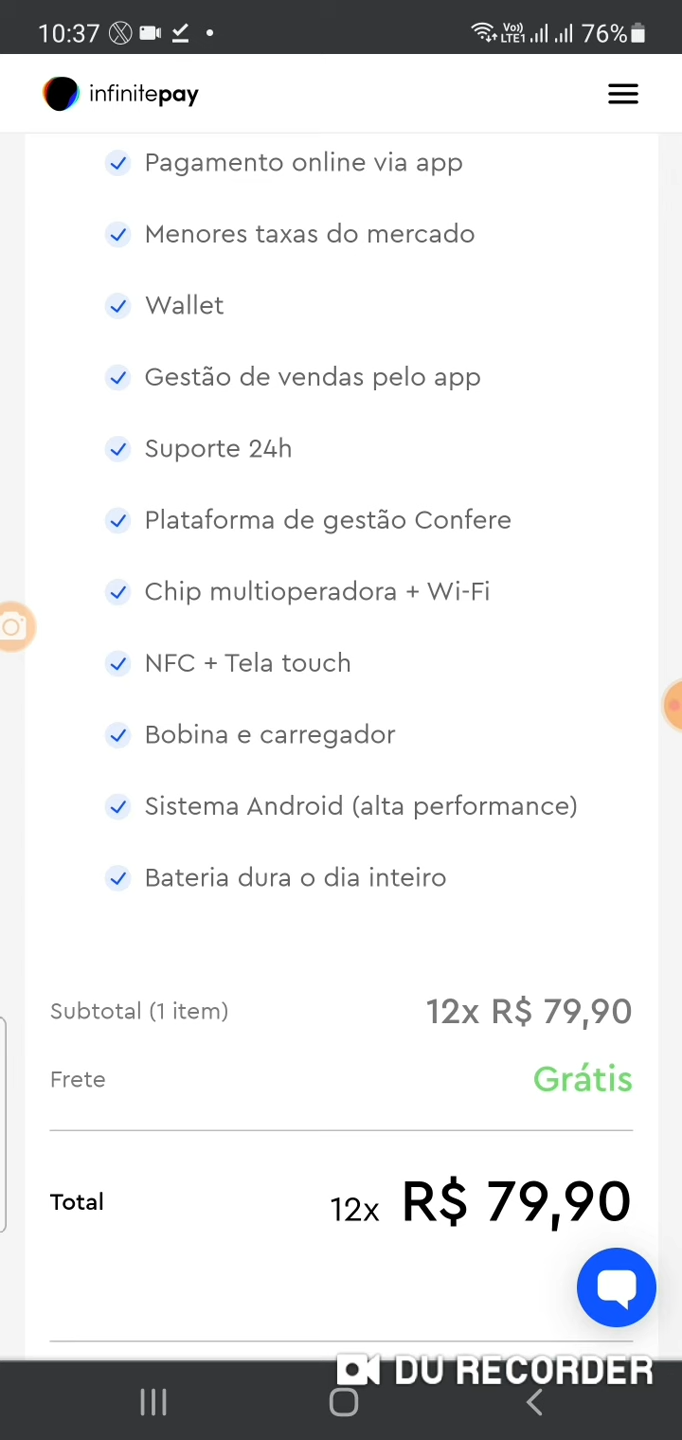 10:37
Vo)) LTE1 76%
infinitepay
Pagamento online via app
Menores taxas do mercado
Wallet
Gestão de vendas pelo app
Suporte 24h
Plataforma de gestão Confere
Chip multioperadora + Wi-Fi
NFC + Tela touch
Bobina e carregador
Sistema Android (alta performance)
Bateria dura o dia inteiro
Subtotal (1 item) 12x R$ 79,90
Frete Grátis
Total 12x R$ 79,90
DU RECORDER